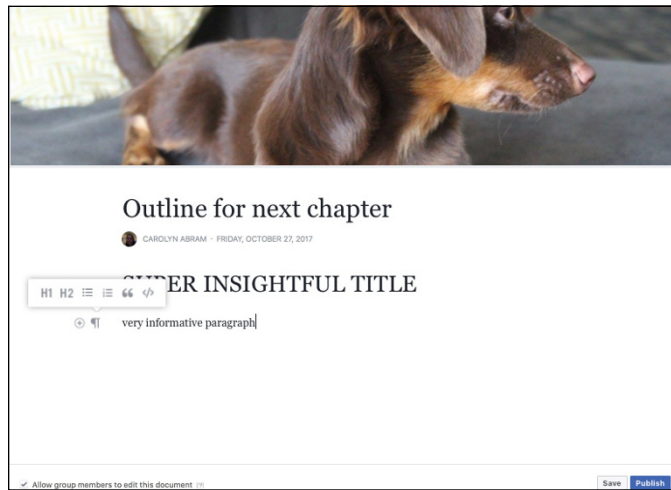 Outline for next chapter
CAROLYN ABRAM · FRIDAY, OCTOBER 27, 2017
SUPER INSIGHTFUL TITLE
H1 H2
very informative paragraph
Allow group members to edit this document [?]
Save Publish